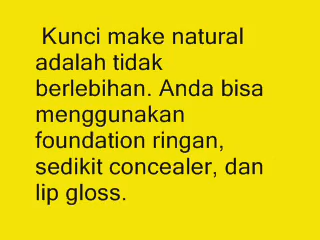 Kunci make natural
adalah tidak
berlebihan. Anda bisa
menggunakan
foundation ringan,
sedikit concealer, dan
lip gloss.